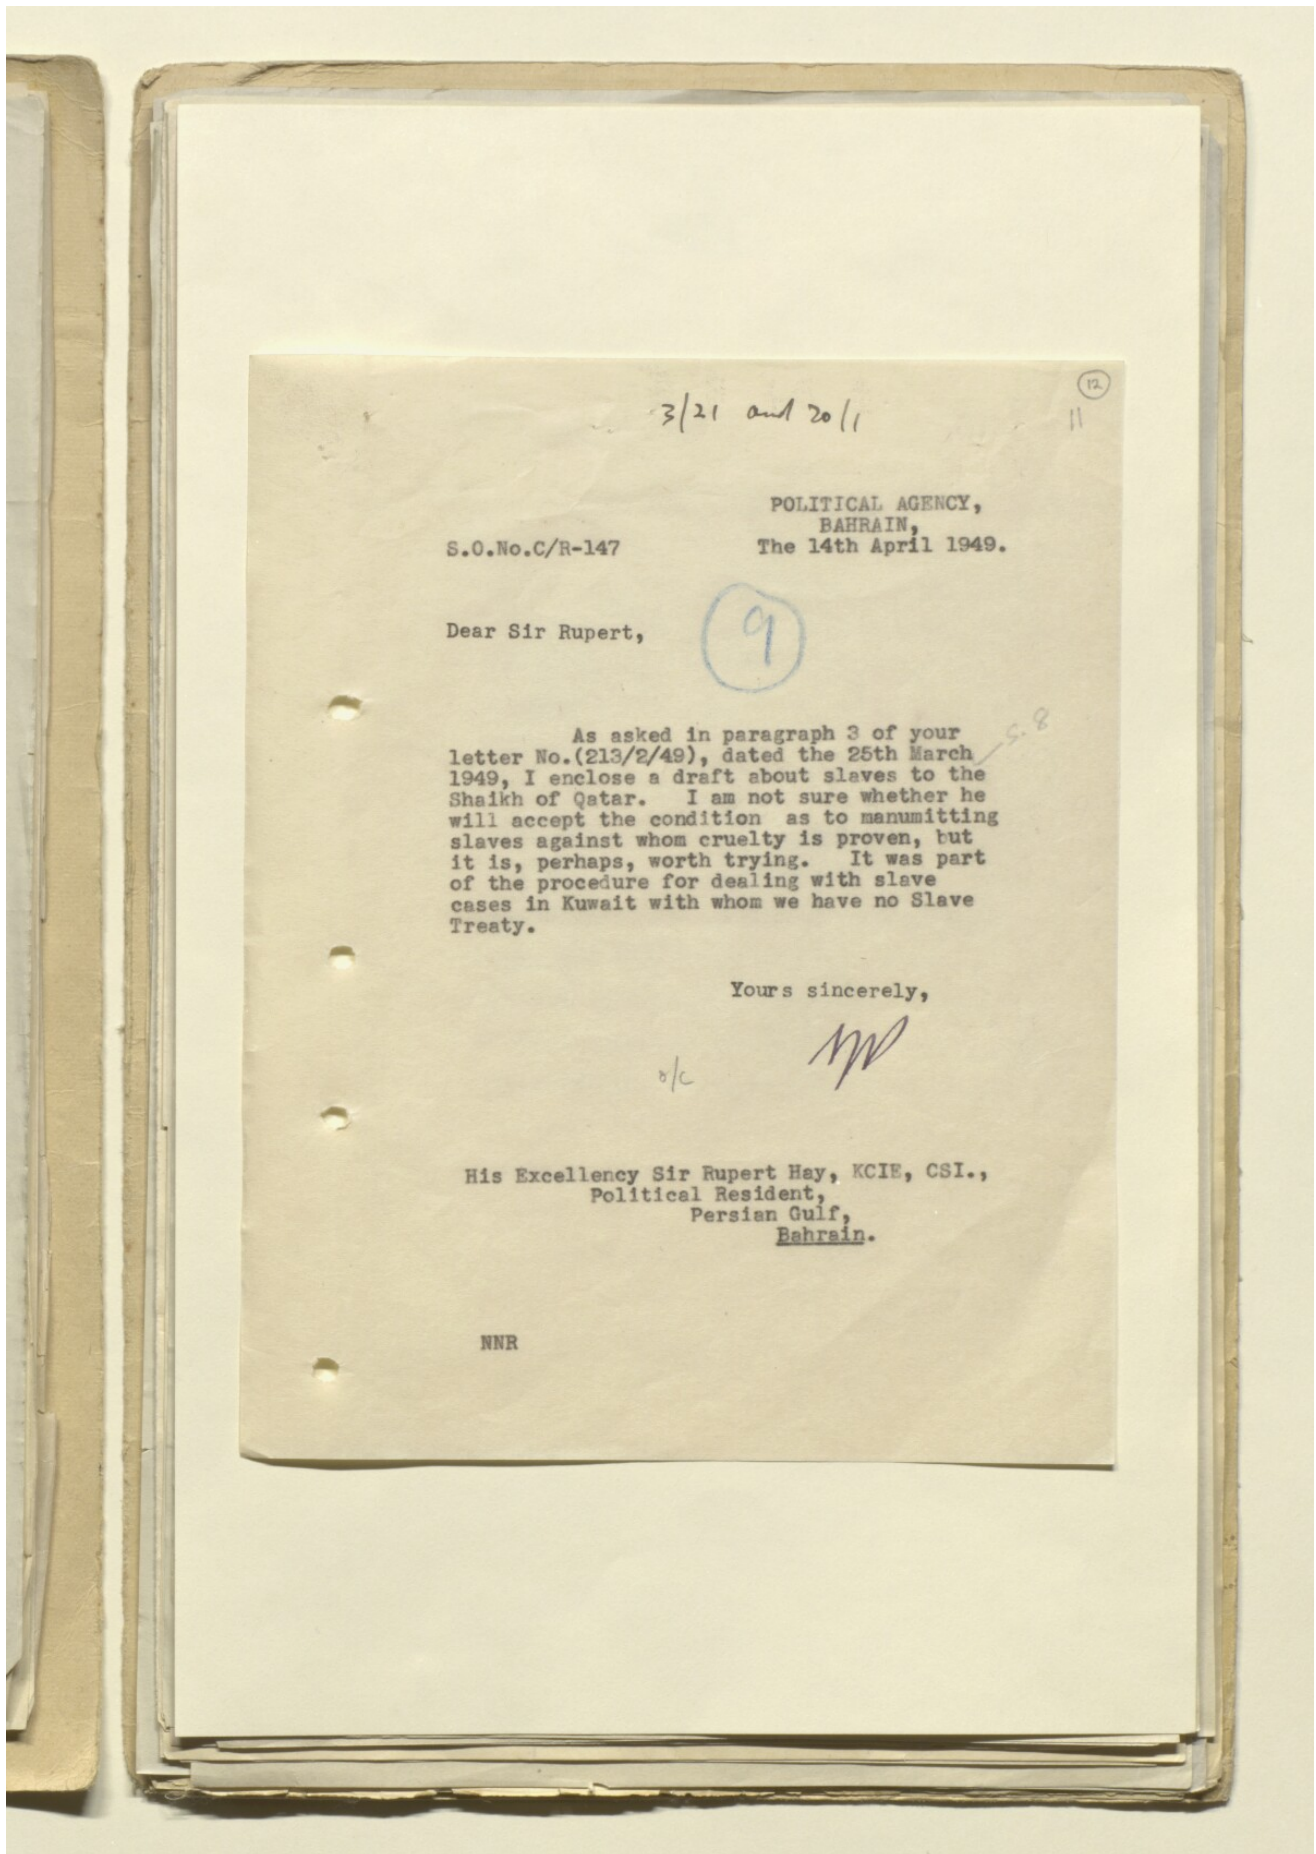 12
11
3/21 and 20/1
POLITICAL AGENCY,
BAHRAIN,
S.O.No.C/R-147 The 14th April 1949.
9
Dear Sir Rupert,
As asked in paragraph 3 of your
letter No.(213/2/49), dated the 25th March s.8
1949, I enclose a draft about slaves to the
Shaikh of Qatar. I am not sure whether he
will accept the condition as to manumitting
slaves against whom cruelty is proven, but
it is, perhaps, worth trying. It was part
of the procedure for dealing with slave
cases in Kuwait with whom we have no Slave
Treaty.
Yours sincerely,
o/c
His Excellency Sir Rupert Hay, KCIE, CSI.,
Political Resident,
Persian Gulf,
Bahrain.
NNR